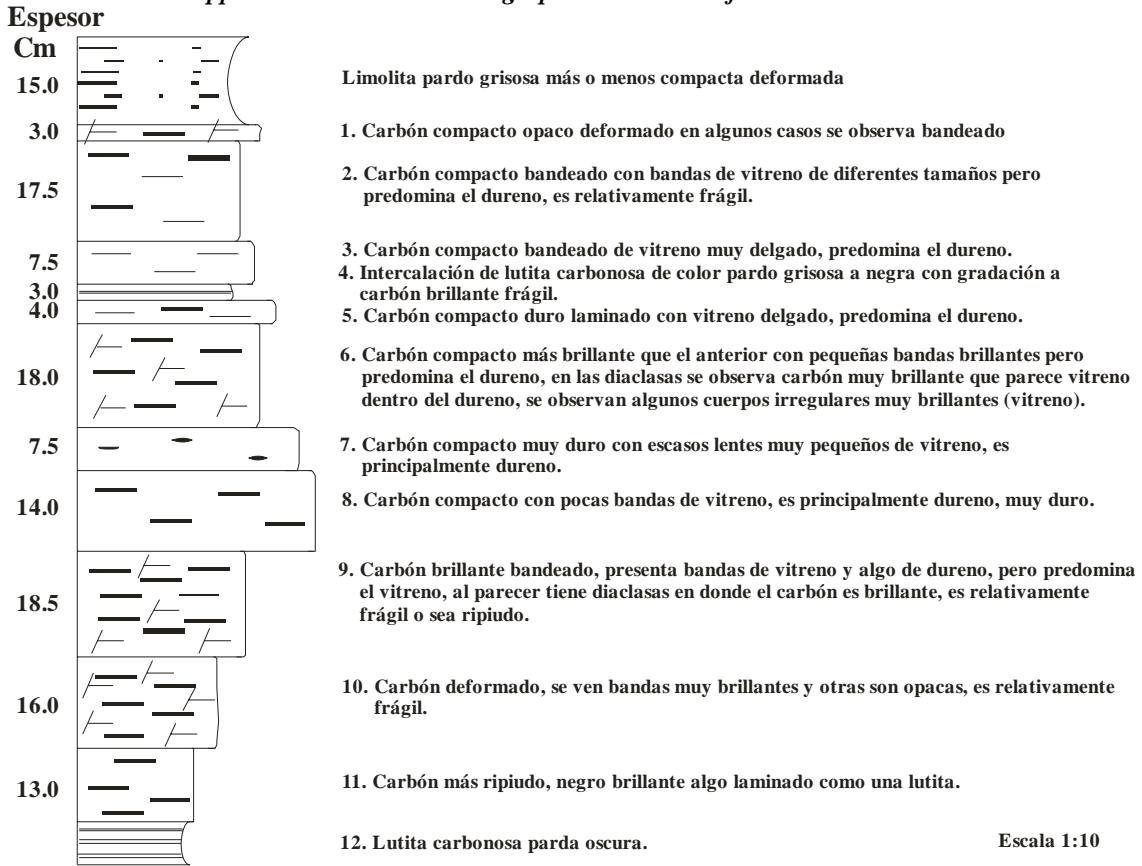 Espesor
Cm
15.0
Limolita pardo grisosa más o menos compacta deformada
3.0
1. Carbón compacto opaco deformado en algunos casos se observa bandeado
17.5
2. Carbón compacto bandeado con bandas de vitreno de diferentes tamaños pero
predomina el dureno, es relativamente frágil.
7.5
3. Carbón compacto bandeado de vitreno muy delgado, predomina el dureno.
3.0
4. Intercalación de lutita carbonosa de color pardo grisosa a negra con gradación a
carbón brillante frágil.
4.0
5. Carbón compacto duro laminado con vitreno delgado, predomina el dureno.
18.0
6. Carbón compacto más brillante que el anterior con pequeñas bandas brillantes pero
predomina el dureno, en las diaclasas se observa carbón muy brillante que parece vitreno
dentro del dureno, se observan algunos cuerpos irregulares muy brillantes (vitreno).
7.5
7. Carbón compacto muy duro con escasos lentes muy pequeños de vitreno, es
principalmente dureno.
14.0
8. Carbón compacto con pocas bandas de vitreno, es principalmente dureno, muy duro.
18.5
9. Carbón brillante bandeado, presenta bandas de vitreno y algo de dureno, pero predomina
el vitreno, al parecer tiene diaclasas en donde el carbón es brillante, es relativamente
frágil o sea ripiudo.
16.0
10. Carbón deformado, se ven bandas muy brillantes y otras son opacas, es relativamente
frágil.
13.0
11. Carbón más ripiudo, negro brillante algo laminado como una lutita.
12. Lutita carbonosa parda oscura.
Escala 1:10